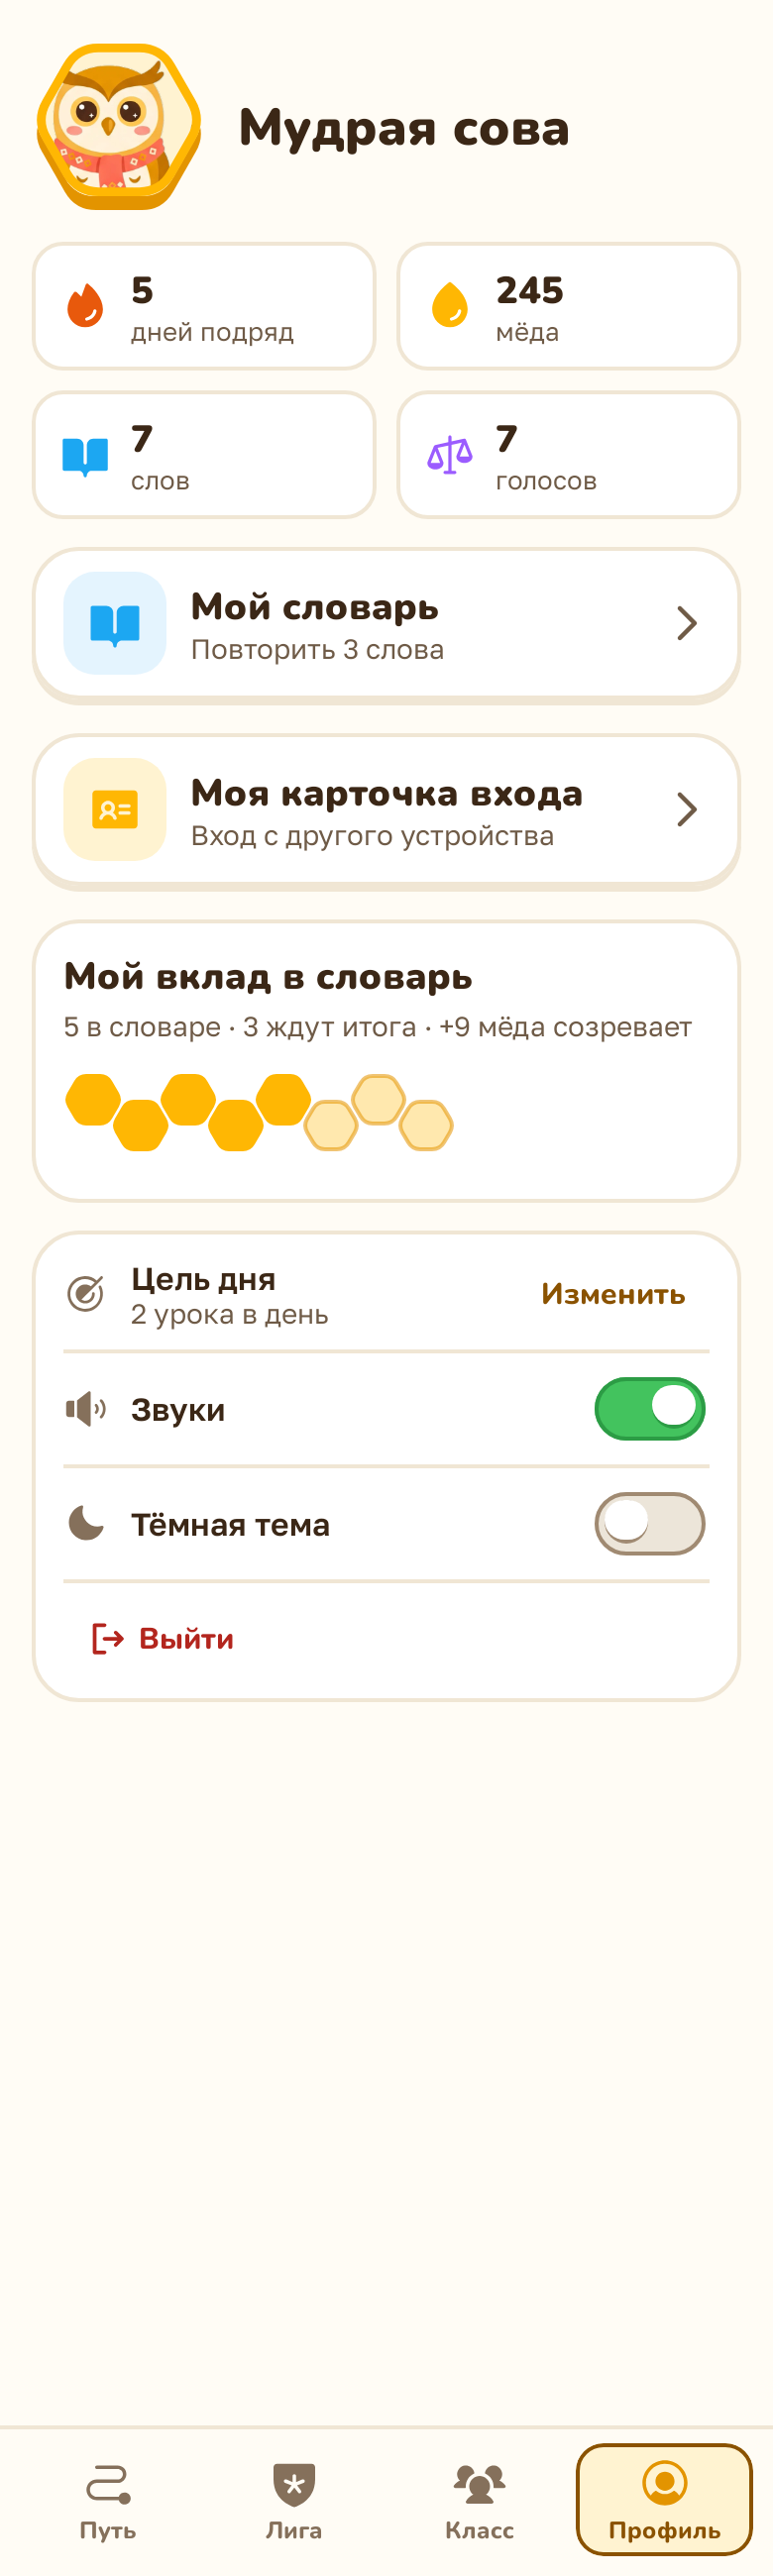 Мудрая сова
5
дней подряд
245
мёда
7
слов
7
голосов
Мой словарь
Повторить 3 слова
Моя карточка входа
Вход с другого устройства
Мой вклад в словарь
5 в словаре · 3 ждут итога · +9 мёда созревает
Цель дня
2 урока в день
Изменить
Звуки
Тёмная тема
Выйти
Путь
Лига
Класс
Профиль